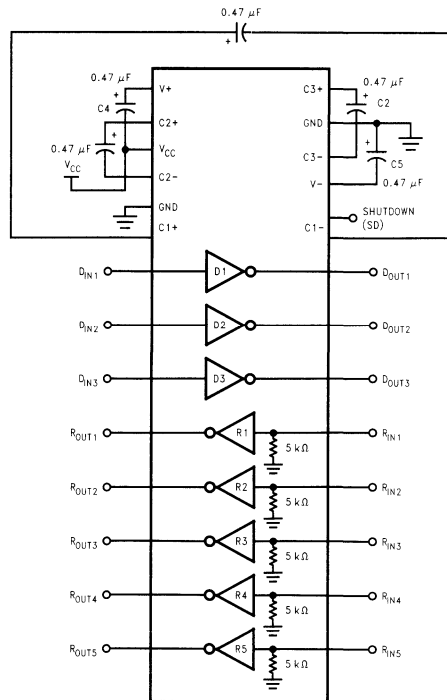 0.47 μF
+
0.47 μF
+
C4
V+
C3+
0.47 μF
+
C2
C2+
GND
0.47 μF
+
VCC
VCC
C3-
+
C5
C2-
V-
0.47 μF
GND
SHUTDOWN
(SD)
C1+
C1-
DIN1
D1
DOUT1
DIN2
D2
DOUT2
DIN3
D3
DOUT3
ROUT1
R1
RIN1
5 kΩ
ROUT2
R2
RIN2
5 kΩ
ROUT3
R3
RIN3
5 kΩ
ROUT4
R4
RIN4
5 kΩ
ROUT5
R5
RIN5
5 kΩ